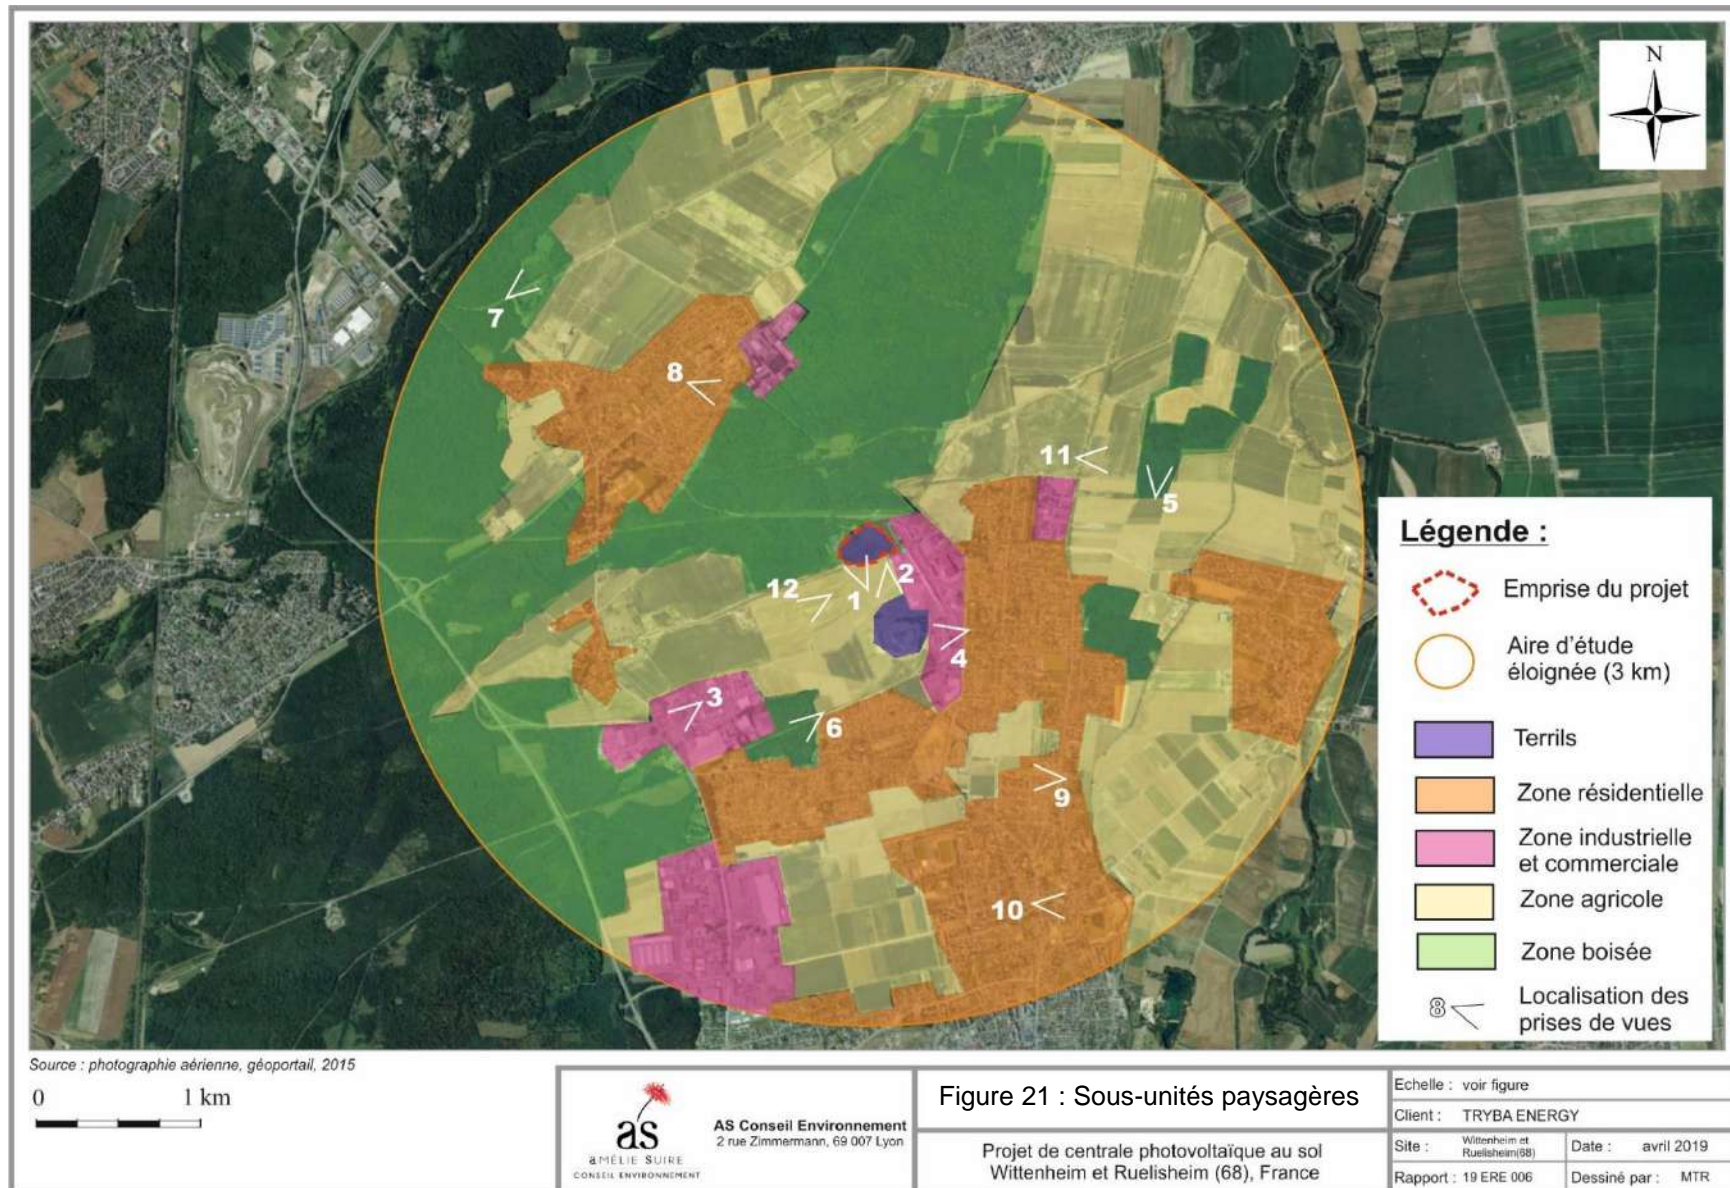 N
7
8
11
5
12
1
2
4
3
6
9
10
Légende :
Emprise du projet
Aire d'étude
éloignée (3 km)
Terrils
Zone résidentielle
Zone industrielle
et commerciale
Zone agricole
Zone boisée
8
Localisation des
prises de vues
Source : photographie aérienne, géoportail, 2015
0 1 km
as
AMÉLIE SUIRE
CONSEIL ENVIRONNEMENT
AS Conseil Environnement
2 rue Zimmermann, 69 007 Lyon
Figure 21 : Sous-unités paysagères
Projet de centrale photovoltaïque au sol
Wittenheim et Ruelisheim (68), France
Echelle : voir figure
Client : TRYBA ENERGY
Site : Wittenheim et
Ruelisheim(68)
Date : avril 2019
Rapport : 19 ERE 006
Dessiné par : MTR